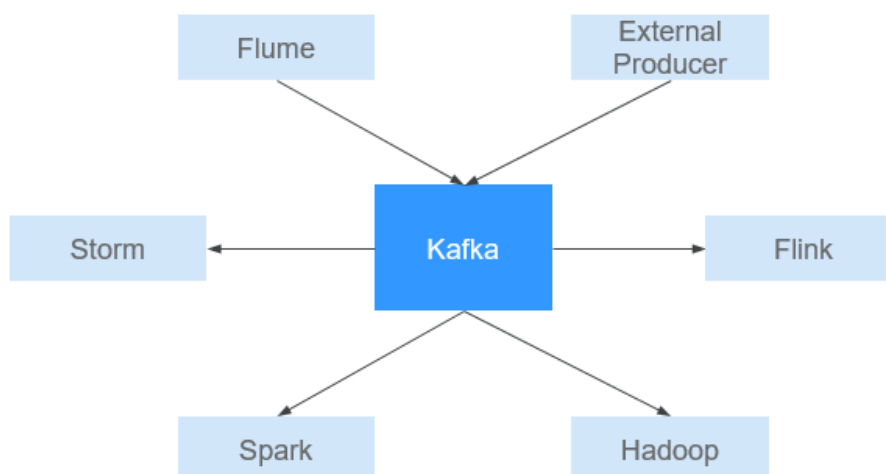 Flume
External
Producer
Storm
Kafka
Flink
Spark
Hadoop